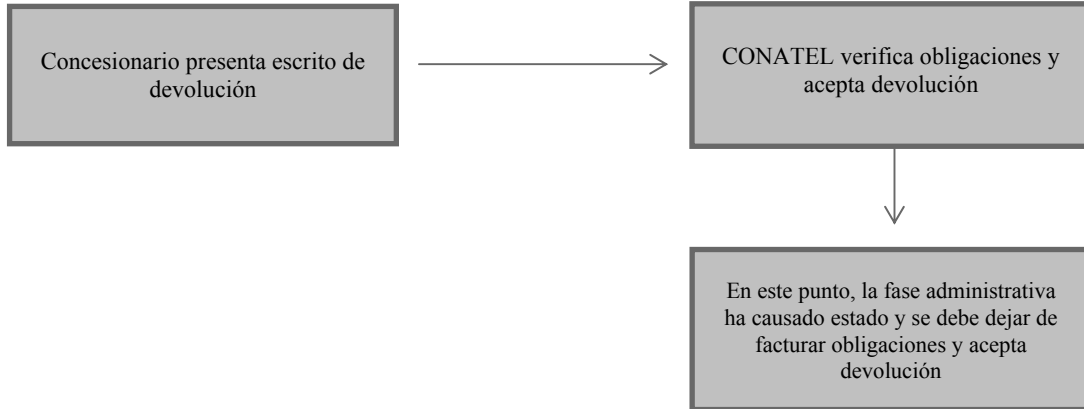 Concesionario presenta escrito de
devolución
CONATEL verifica obligaciones y
acepta devolución
En este punto, la fase administrativa
ha causado estado y se debe dejar de
facturar obligaciones y acepta
devolución